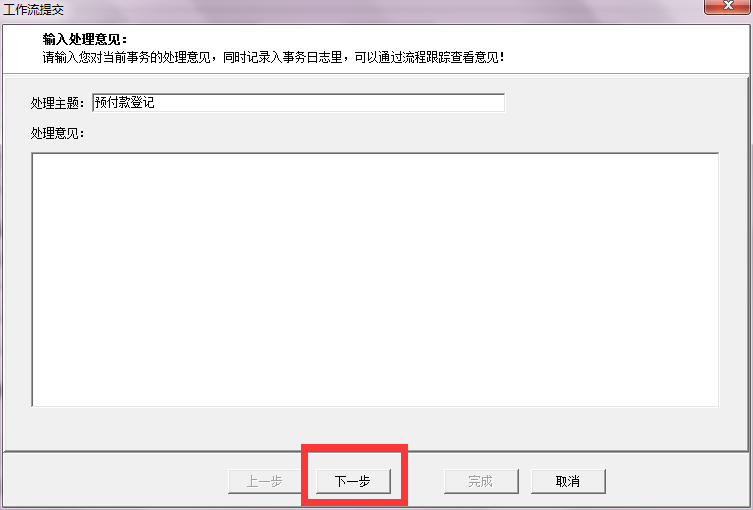 工作流提交
输入处理意见：
请输入您对当前事务的处理意见，同时记录入事务日志里，可以通过流程跟踪查看意见！
处理主题： 预付款登记
处理意见：
上一步 下一步 完成 取消